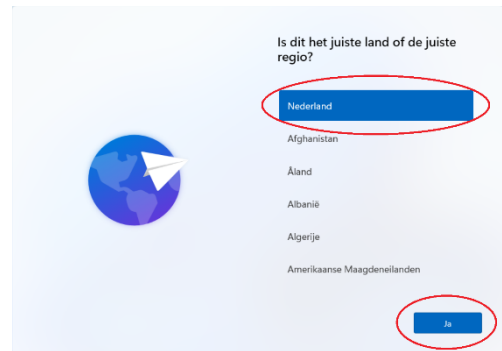 Is dit het juiste land of de juiste
regio?
Nederland
Afghanistan
Åland
Albanië
Algerije
Amerikaanse Maagdeneilanden
Ja